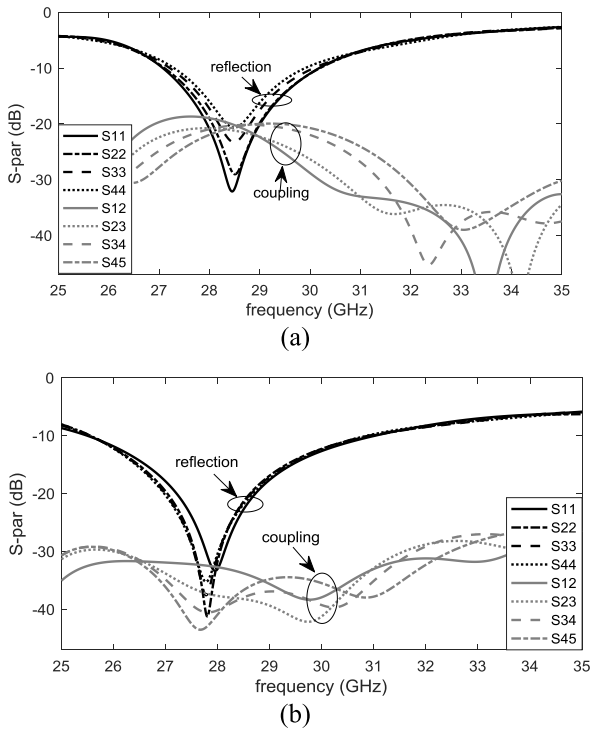 0
-10
-20
-30
-40
S-par (dB)
reflection
coupling
S11
S22
S33
S44
S12
S23
S34
S45
25 26 27 28 29 30 31 32 33 34 35
frequency (GHz)
(a)
0
-10
-20
-30
-40
S-par (dB)
reflection
coupling
S11
S22
S33
S44
S12
S23
S34
S45
25 26 27 28 29 30 31 32 33 34 35
frequency (GHz)
(b)